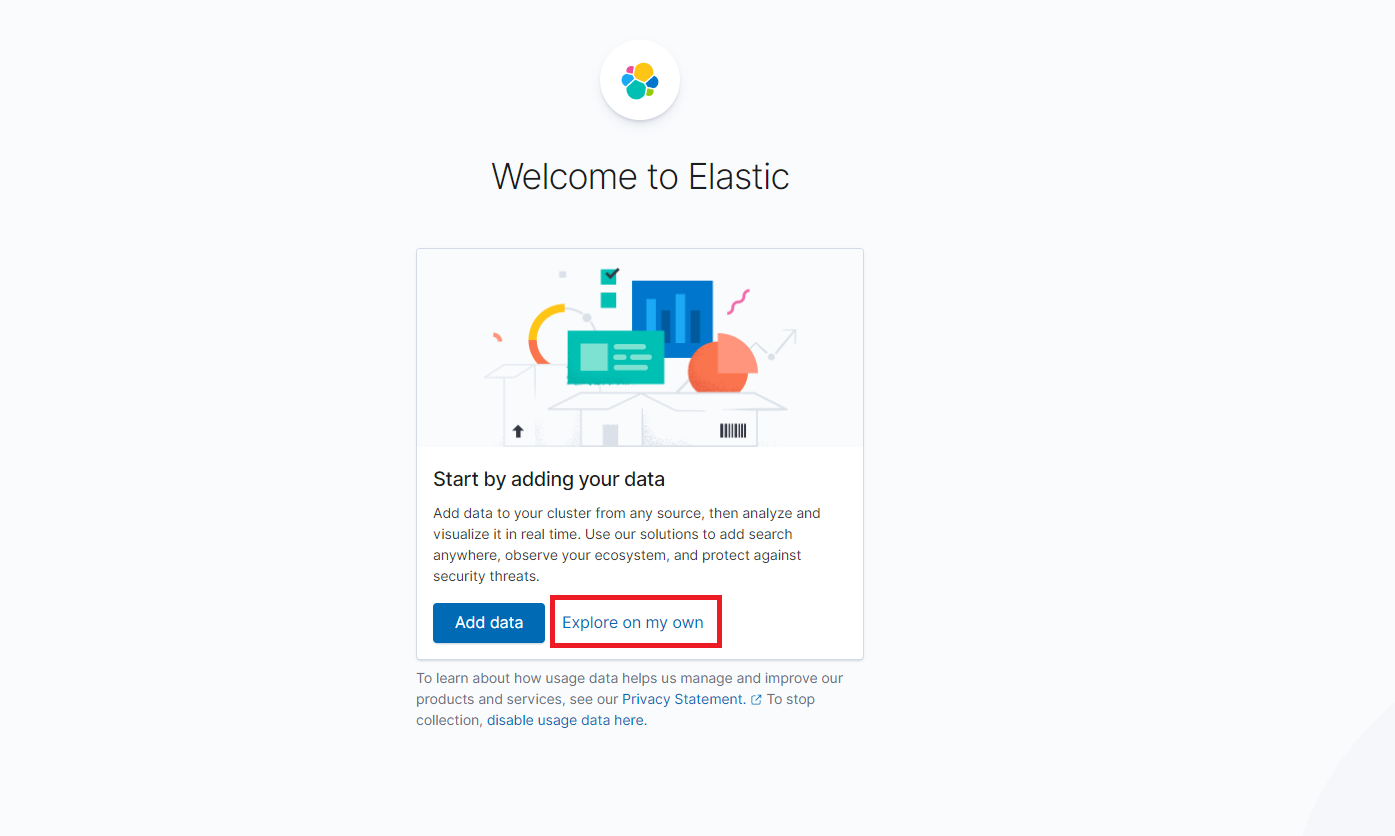 Welcome to Elastic
Start by adding your data
Add data to your cluster from any source, then analyze and
visualize it in real time. Use our solutions to add search
anywhere, observe your ecosystem, and protect against
security threats.
Add data
Explore on my own
To learn about how usage data helps us manage and improve our
products and services, see our Privacy Statement. To stop
collection, disable usage data here.